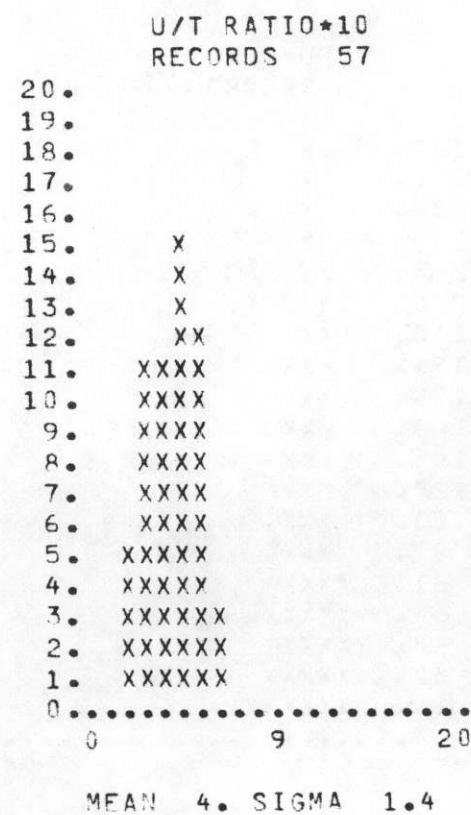 U/T RATIO*10
RECORDS 57
20.
19.
18.
17.
16.
15. X
14. X
13. X
12. XX
11. XXXX
10. XXXX
9. XXXX
8. XXXX
7. XXXX
6. XXXX
5. XXXXX
4. XXXXX
3. XXXXXX
2. XXXXXX
1. XXXXXX
0......................
0 9 20
MEAN 4. SIGMA 1.4